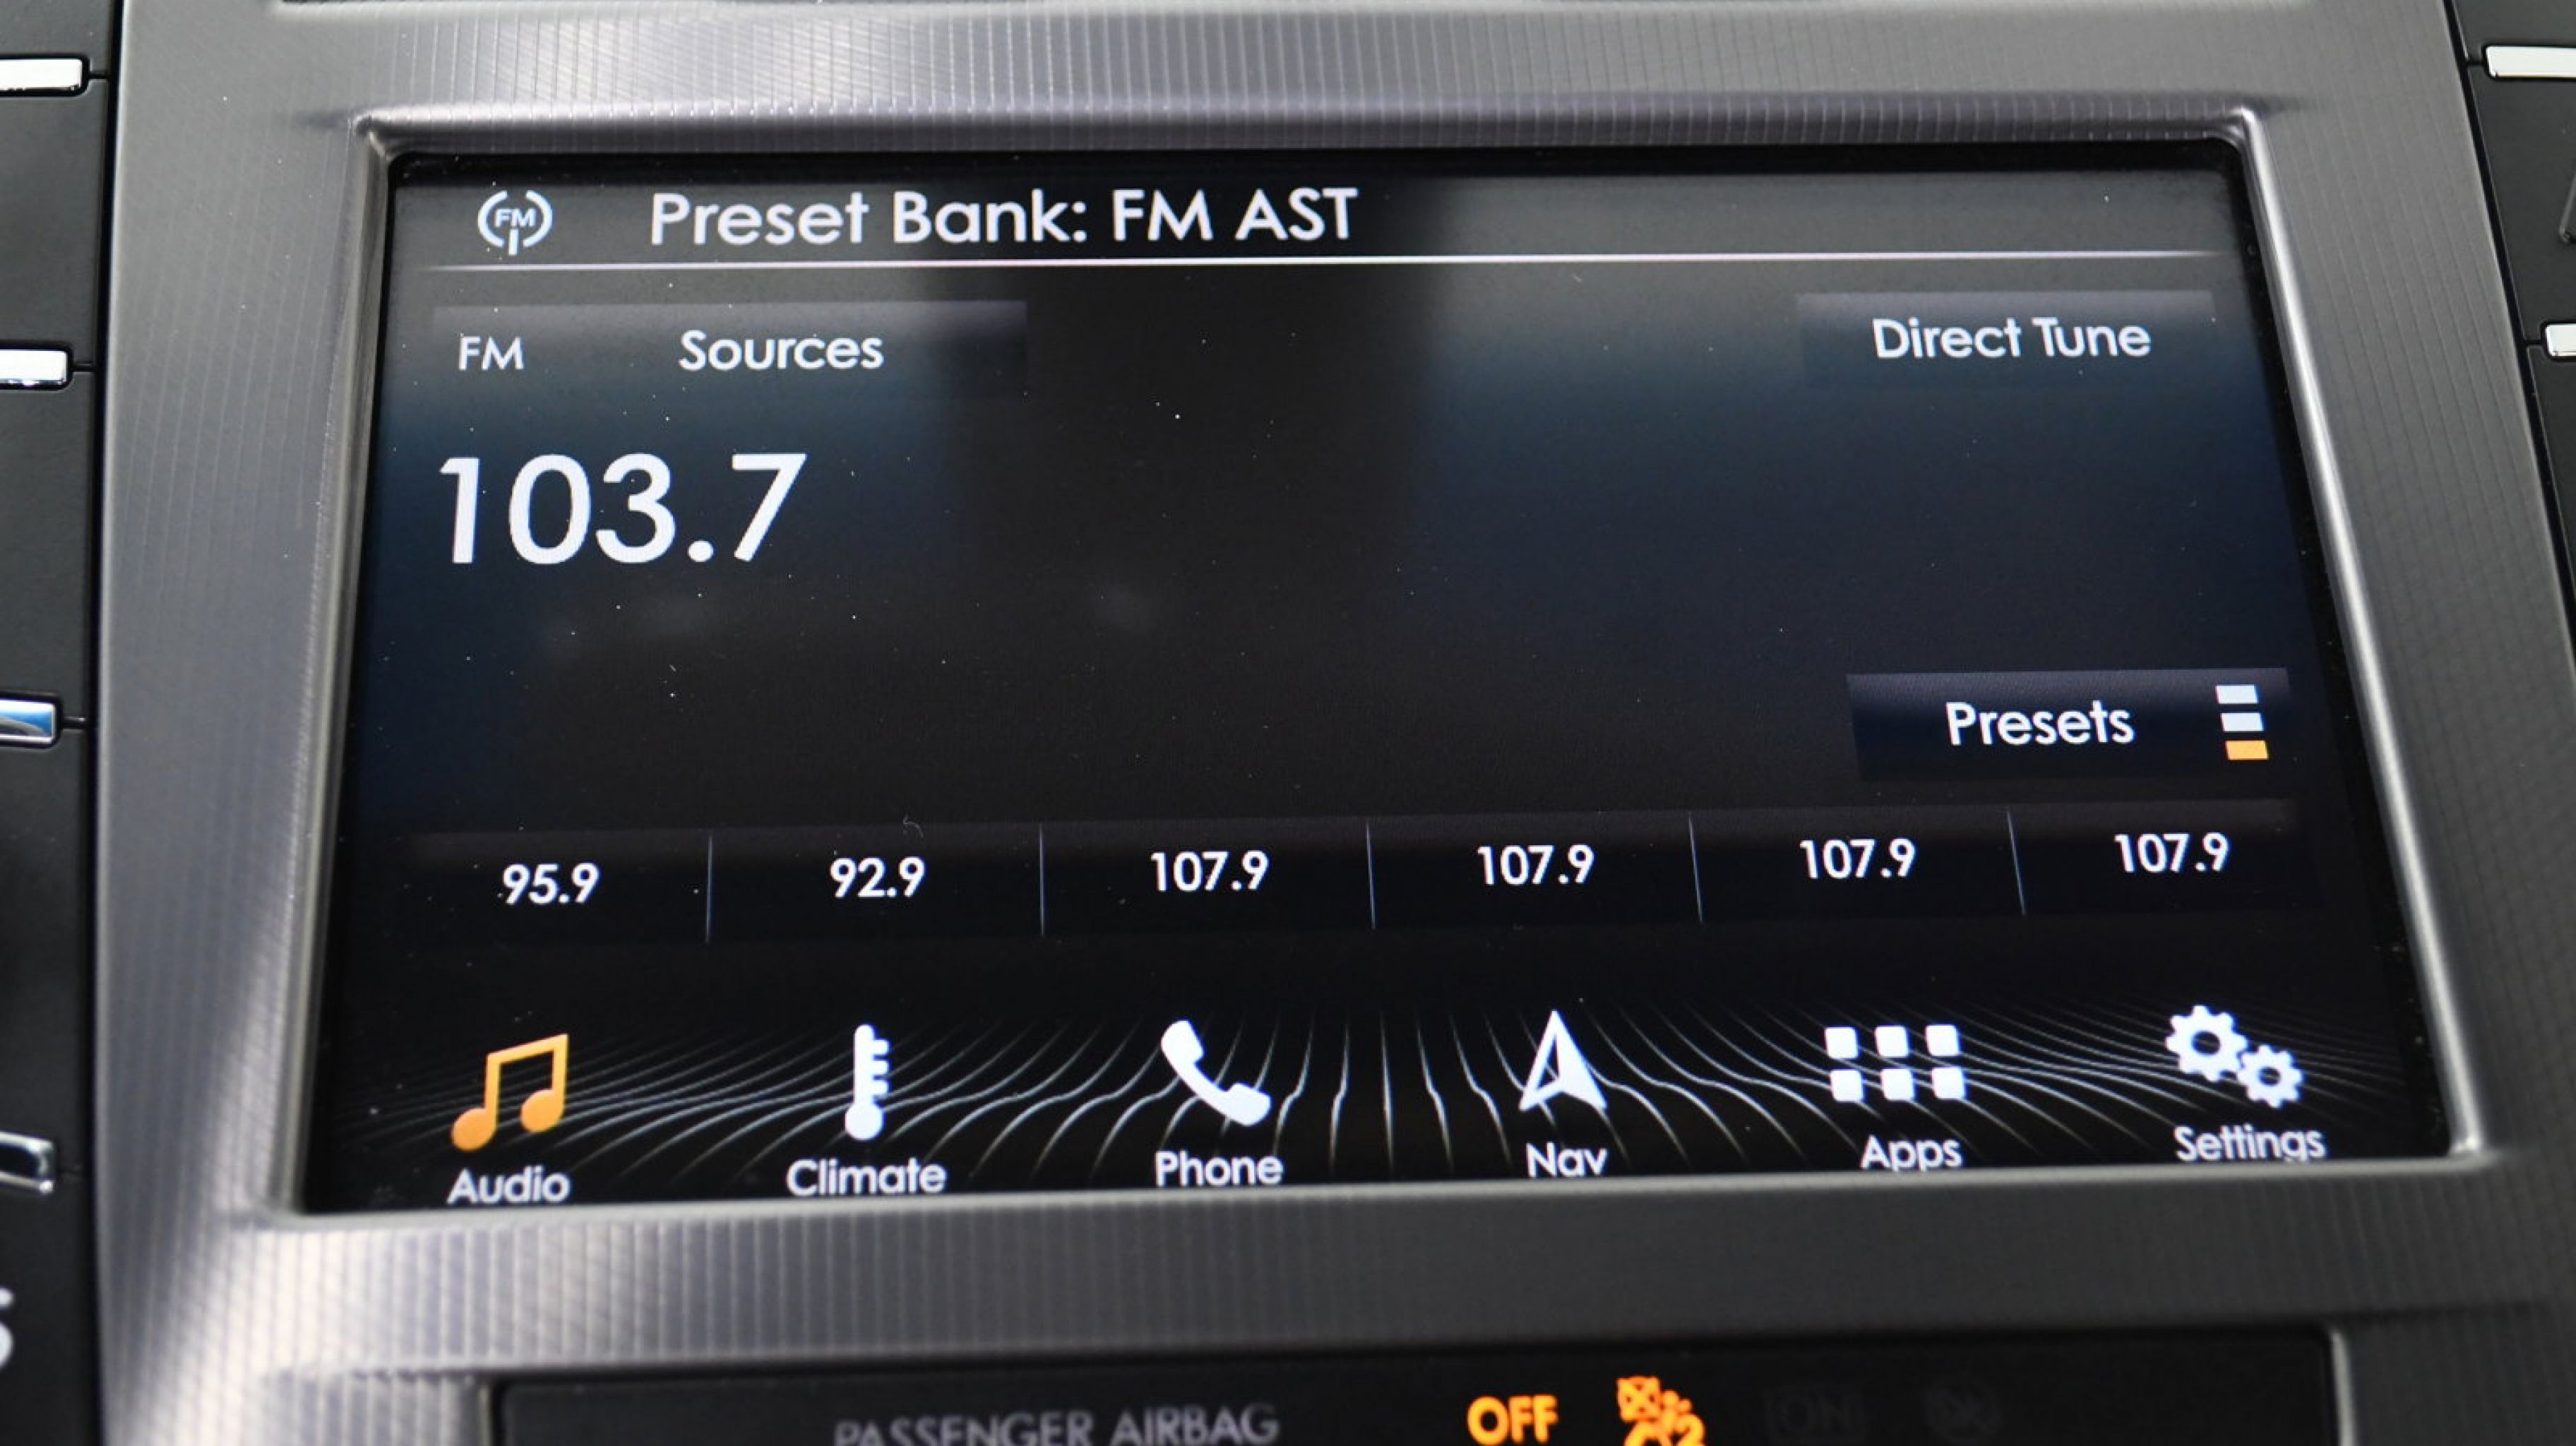 FM Preset Bank: FM AST
FM Sources Direct Tune
103.7
Presets
95.9 92.9 107.9 107.9 107.9 107.9
Audio Climate Phone Nav Apps Settings
PASSENGER AIRBAG OFF ON